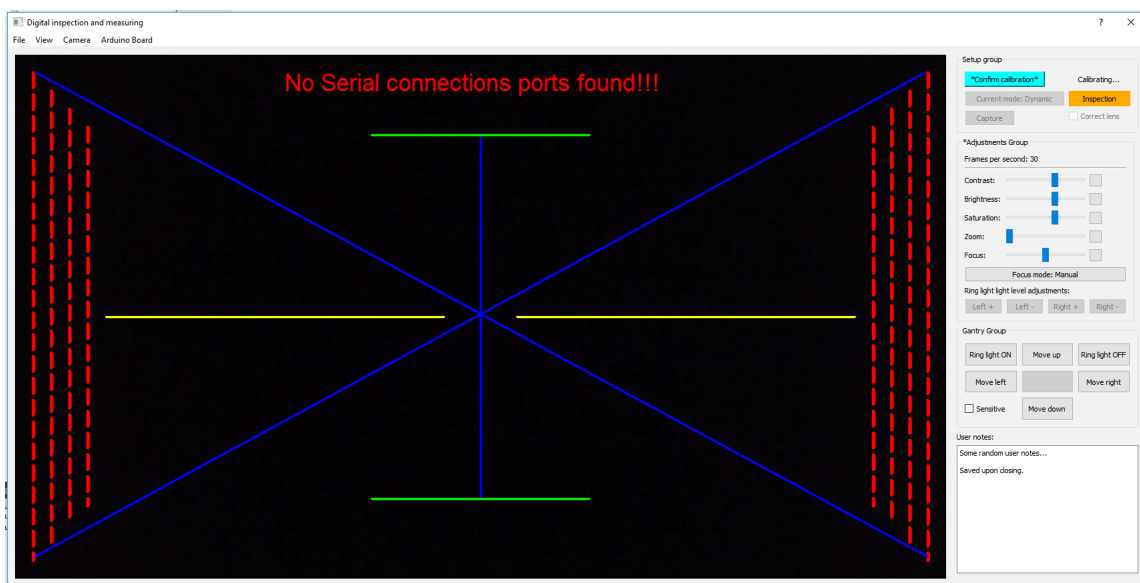 Digital inspection and measuring
? ×
File View Camera Arduino Board
No Serial connections ports found!!!
Setup group
*Confirm calibration* Calibrating...
Current mode: Dynamic Inspection
Capture Correct lens
*Adjustments Group
Frames per second: 30
Contrast:
Brightness:
Saturation:
Zoom:
Focus:
Focus mode: Manual
Ring light light level adjustments:
Left + Left - Right + Right -
Gantry Group
Ring light ON Move up Ring light OFF
Move left Move right
Sensitive Move down
User notes:
Some random user notes...
Saved upon closing.